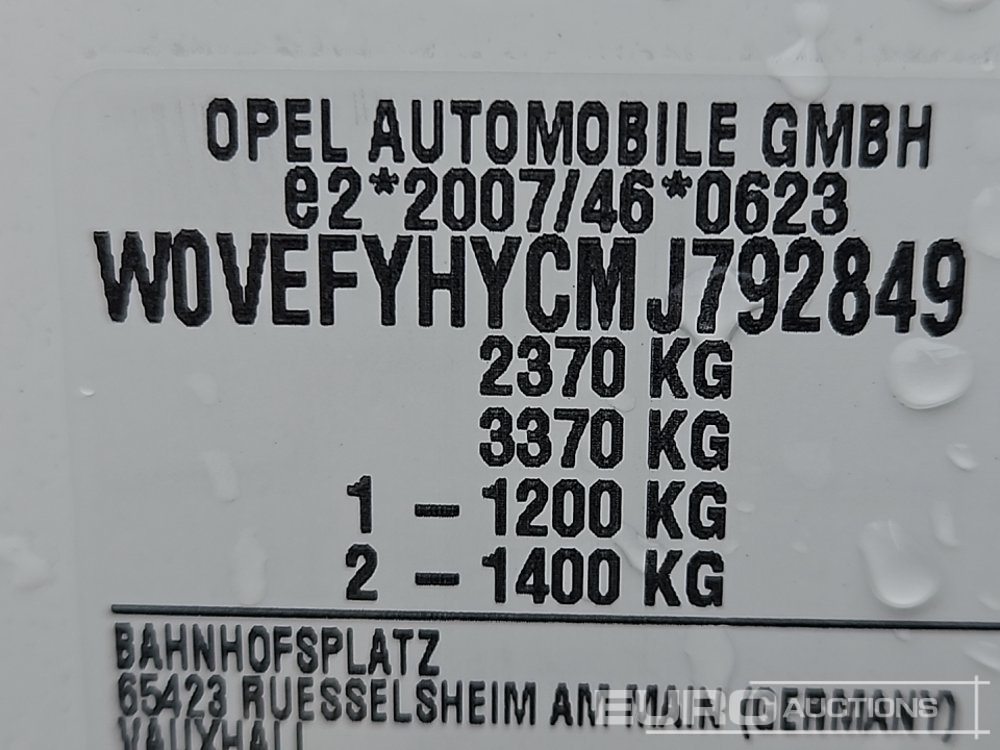 OPEL AUTOMOBILE GMBH
e2*2007/46*0623
W0VEFYHYCMJ792849
2370 KG
3370 KG
1 - 1200 KG
2 - 1400 KG
BAHNHOFSPLATZ
65423 RUESSELSHEIM AM MAIN (GERMANY)
VAUXHALL
EURO AUCTIONS